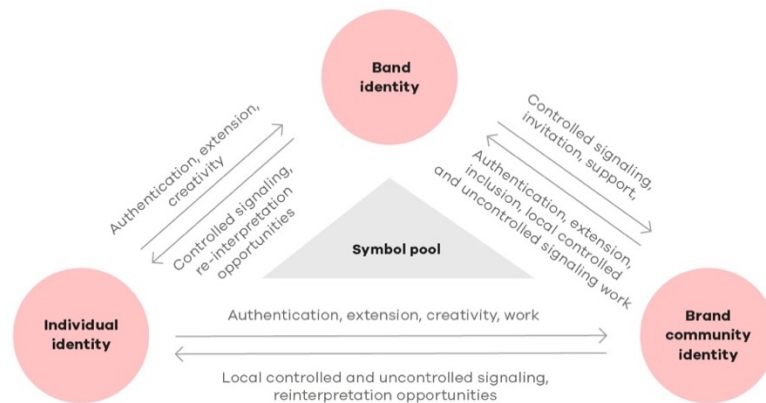 Band
identity
Authentication, extension,
creativity
Controlled signaling,
re-interpretation
opportunities
Controlled signaling,
invitation, support,
Authentication, extension,
inclusion, local controlled
and uncontrolled signaling work
Symbol pool
Individual
identity
Authentication, extension, creativity, work
Local controlled and uncontrolled signaling,
reinterpretation opportunities
Brand
community
identity